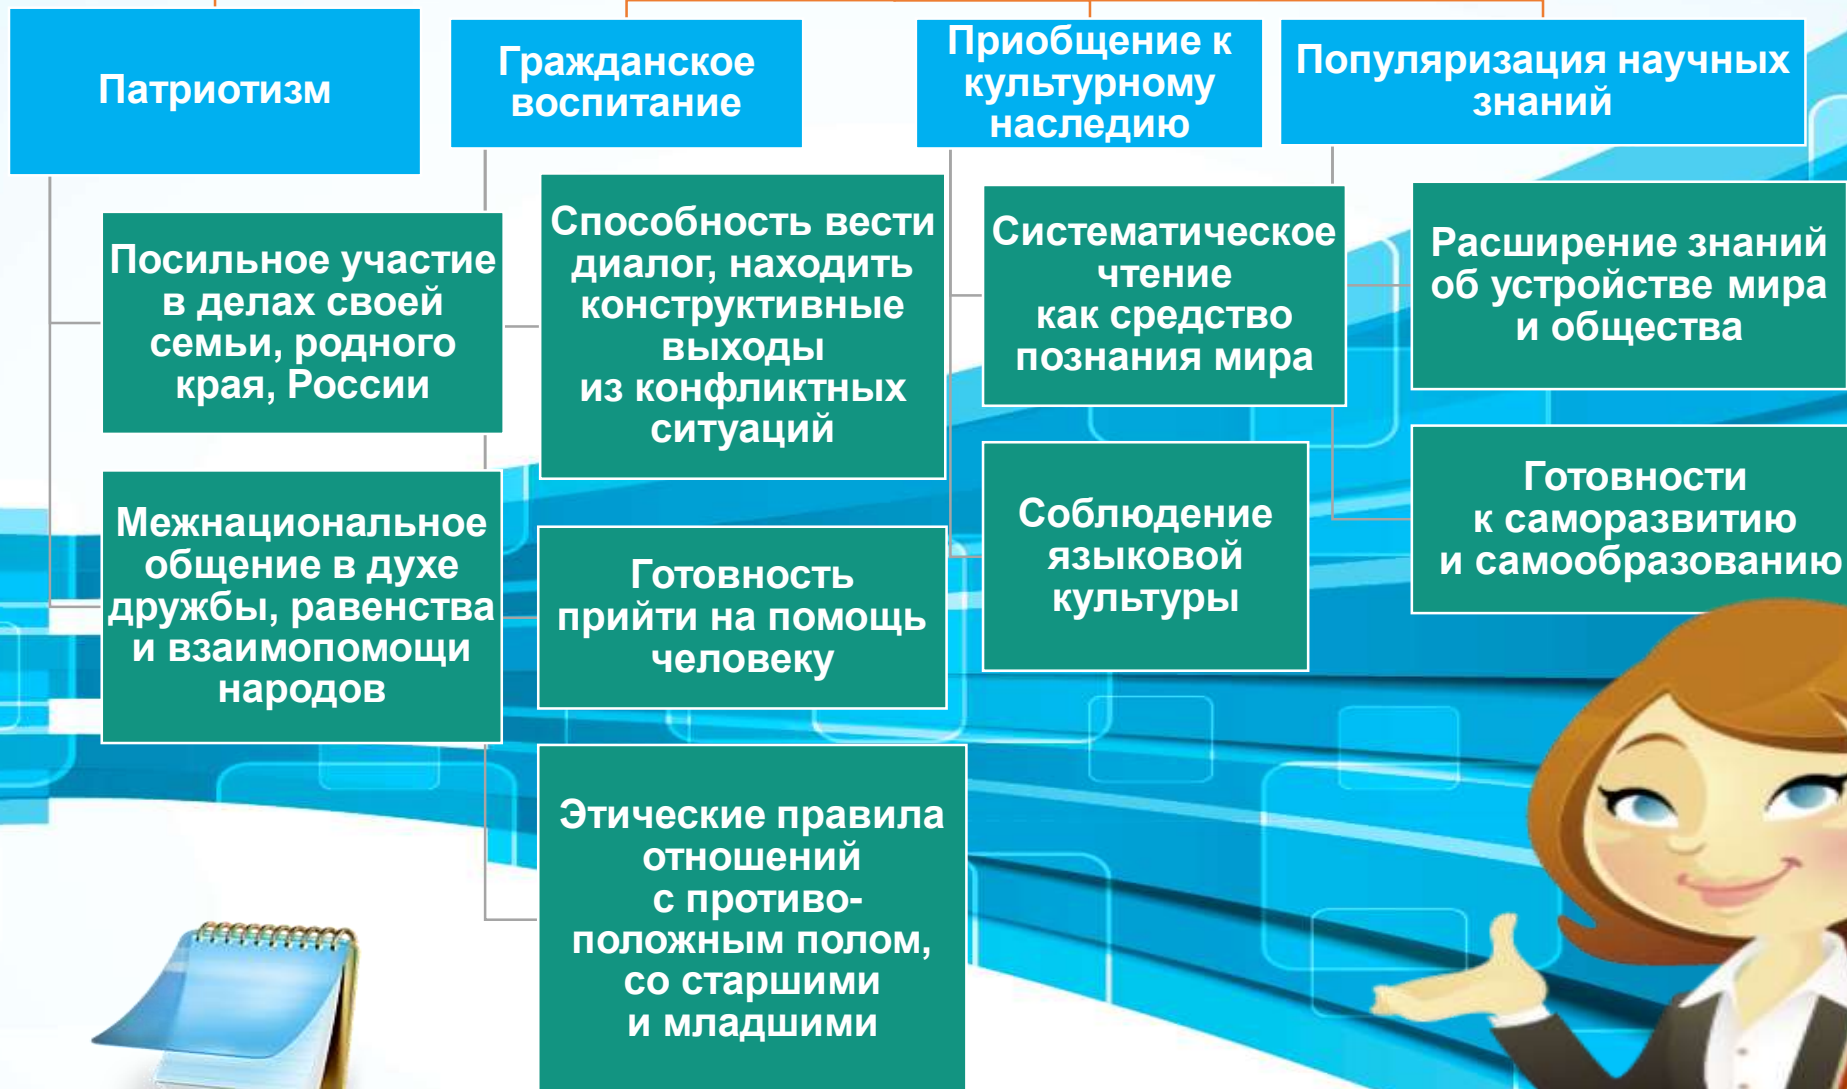 Патриотизм
Посильное участие
в делах своей
семьи, родного
края, России
Межнациональное
общение в духе
дружбы, равенства
и взаимопомощи
народов
Гражданское
воспитание
Способность вести
диалог, находить
конструктивные
выходы
из конфликтных
ситуаций
Готовность
прийти на помощь
человеку
Этические правила
отношений
с противо-
положным полом,
со старшими
и младшими
Приобщение к
культурному
наследию
Систематическое
чтение
как средство
познания мира
Соблюдение
языковой
культуры
Популяризация научных
знаний
Расширение знаний
об устройстве мира
и общества
Готовности
к саморазвитию
и самообразованию